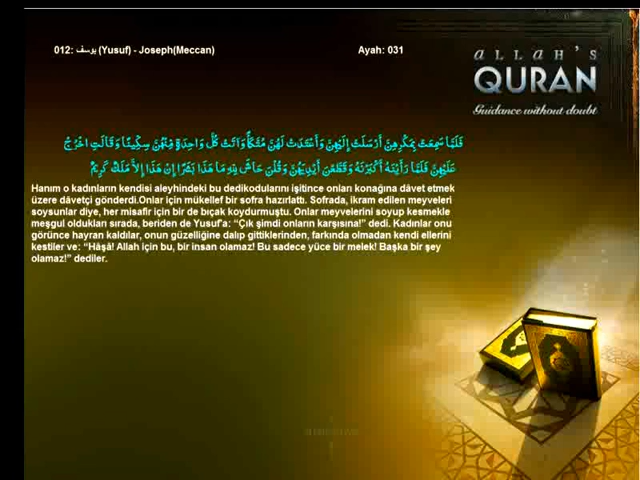 012: يوسف (Yusuf) - Joseph(Meccan) Ayah: 031
ALLAH'S
QURAN
Guidance without doubt
فَلَمَّا سَمِعَتْ بِمَكْرِهِنَّ أَرْسَلَتْ إِلَيْهِنَّ وَأَعْتَدَتْ لَهُنَّ مُتَّكَأً وَآتَتْ كُلَّ وَاحِدَةٍ مِّنْهُنَّ سِكِّينًا وَقَالَتِ اخْرُجْ
عَلَيْهِنَّ فَلَمَّا رَأَيْنَهُ أَكْبَرْنَهُ وَقَطَّعْنَ أَيْدِيَهُنَّ وَقُلْنَ حَاشَ لِلَّهِ مَا هَذَا بَشَرًا إِنْ هَذَا إِلَّا مَلَكٌ كَرِيمٌ
Hanım o kadınların kendisi aleyhindeki bu dedikodularını işitince onları konağına dâvet etmek
üzere dâvetçi gönderdi.Onlar için mükellef bir sofra hazırlattı. Sofrada, ikram edilen meyveleri
soysunlar diye, her misafir için bir de bıçak koydurmuştu. Onlar meyvelerini soyup kesmekle
meşgul oldukları sırada, beriden de Yusuf'a: “Çık şimdi onların karşısına!” dedi. Kadınlar onu
görünce hayran kaldılar, onun güzelliğine dalıp gittiklerinden, farkında olmadan kendi ellerini
kestiler ve: “Hâşâ! Allah için bu, bir insan olamaz! Bu sadece yüce bir melek! Başka bir şey
olamaz!” dediler.